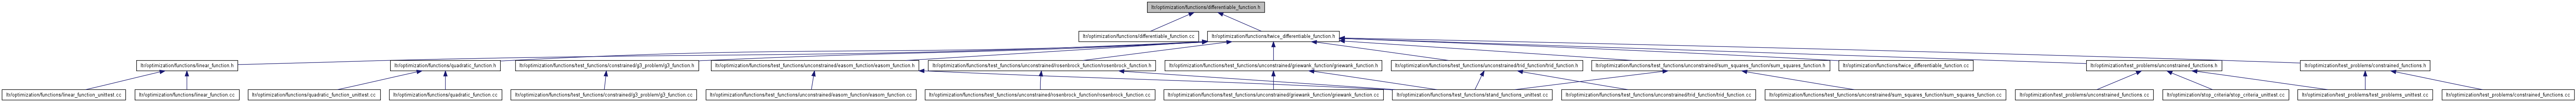 ltr/optimization/functions/differentiable_function.h
ltr/optimization/functions/differentiable_function.cc
ltr/optimization/functions/twice_differentiable_function.h
ltr/optimization/functions/linear_function.h
ltr/optimization/functions/quadratic_function.h
ltr/optimization/functions/test_functions/constrained/g3_problem/g3_function.h
ltr/optimization/functions/test_functions/unconstrained/easom_function/easom_function.h
ltr/optimization/functions/test_functions/unconstrained/rosenbrock_function/rosenbrock_function.h
ltr/optimization/functions/test_functions/unconstrained/griewank_function/griewank_function.h
ltr/optimization/functions/test_functions/unconstrained/trid_function/trid_function.h
ltr/optimization/functions/test_functions/unconstrained/sum_squares_function/sum_squares_function.h
ltr/optimization/functions/twice_differentiable_function.cc
ltr/optimization/test_problems/unconstrained_functions.h
ltr/optimization/test_problems/constrained_functions.h
ltr/optimization/functions/linear_function_unittest.cc
ltr/optimization/functions/linear_function.cc
ltr/optimization/functions/quadratic_function_unittest.cc
ltr/optimization/functions/quadratic_function.cc
ltr/optimization/functions/test_functions/constrained/g3_problem/g3_function.cc
ltr/optimization/functions/test_functions/unconstrained/easom_function/easom_function.cc
ltr/optimization/functions/test_functions/unconstrained/rosenbrock_function/rosenbrock_function.cc
ltr/optimization/functions/test_functions/unconstrained/griewank_function/griewank_function.cc
ltr/optimization/functions/test_functions/stand_functions_unittest.cc
ltr/optimization/functions/test_functions/unconstrained/trid_function/trid_function.cc
ltr/optimization/functions/test_functions/unconstrained/sum_squares_function/sum_squares_function.cc
ltr/optimization/test_problems/unconstrained_functions.cc
ltr/optimization/stop_criteria/stop_criteria_unittest.cc
ltr/optimization/test_problems/test_problems_unittest.cc
ltr/optimization/test_problems/constrained_functions.cc